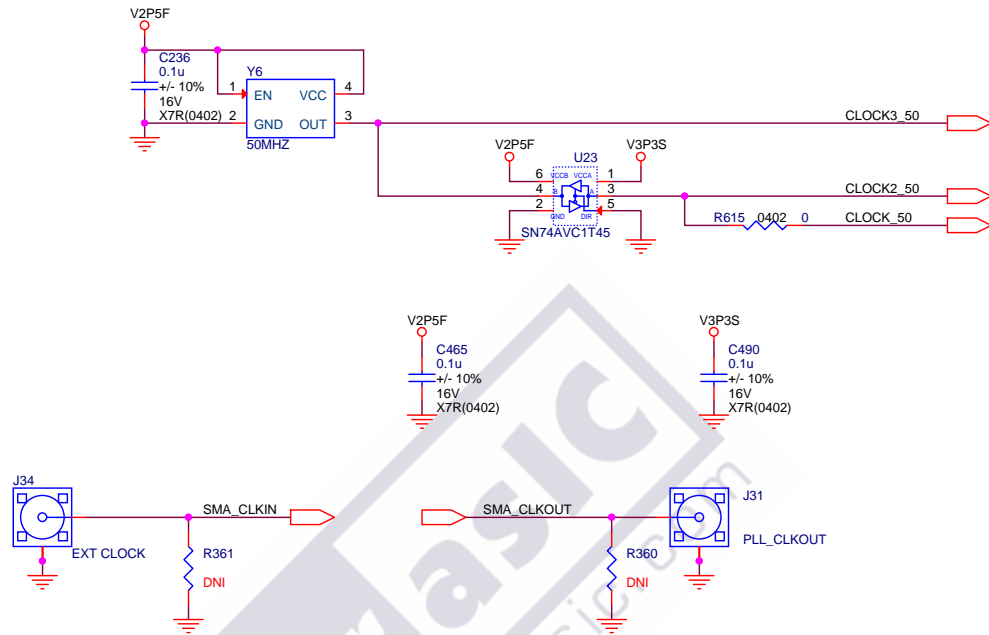 V2P5F
C236
0.1u
+/- 10%
16V
X7R(0402)
Y6
1 EN VCC 4
2 GND OUT 3
50MHZ
CLOCK3_50
V2P5F U23 V3P3S
6 VCCB VCCA 1
4 B A 3
2 GND DIR 5
SN74AVC1T45
CLOCK2_50
R615 0402 0 CLOCK_50
V2P5F
C465
0.1u
+/- 10%
16V
X7R(0402)
V3P3S
C490
0.1u
+/- 10%
16V
X7R(0402)
J34
SMA_CLKIN
EXT CLOCK
R361
DNI
SMA_CLKOUT
J31
PLL_CLKOUT
R360
DNI
asic
sic.com